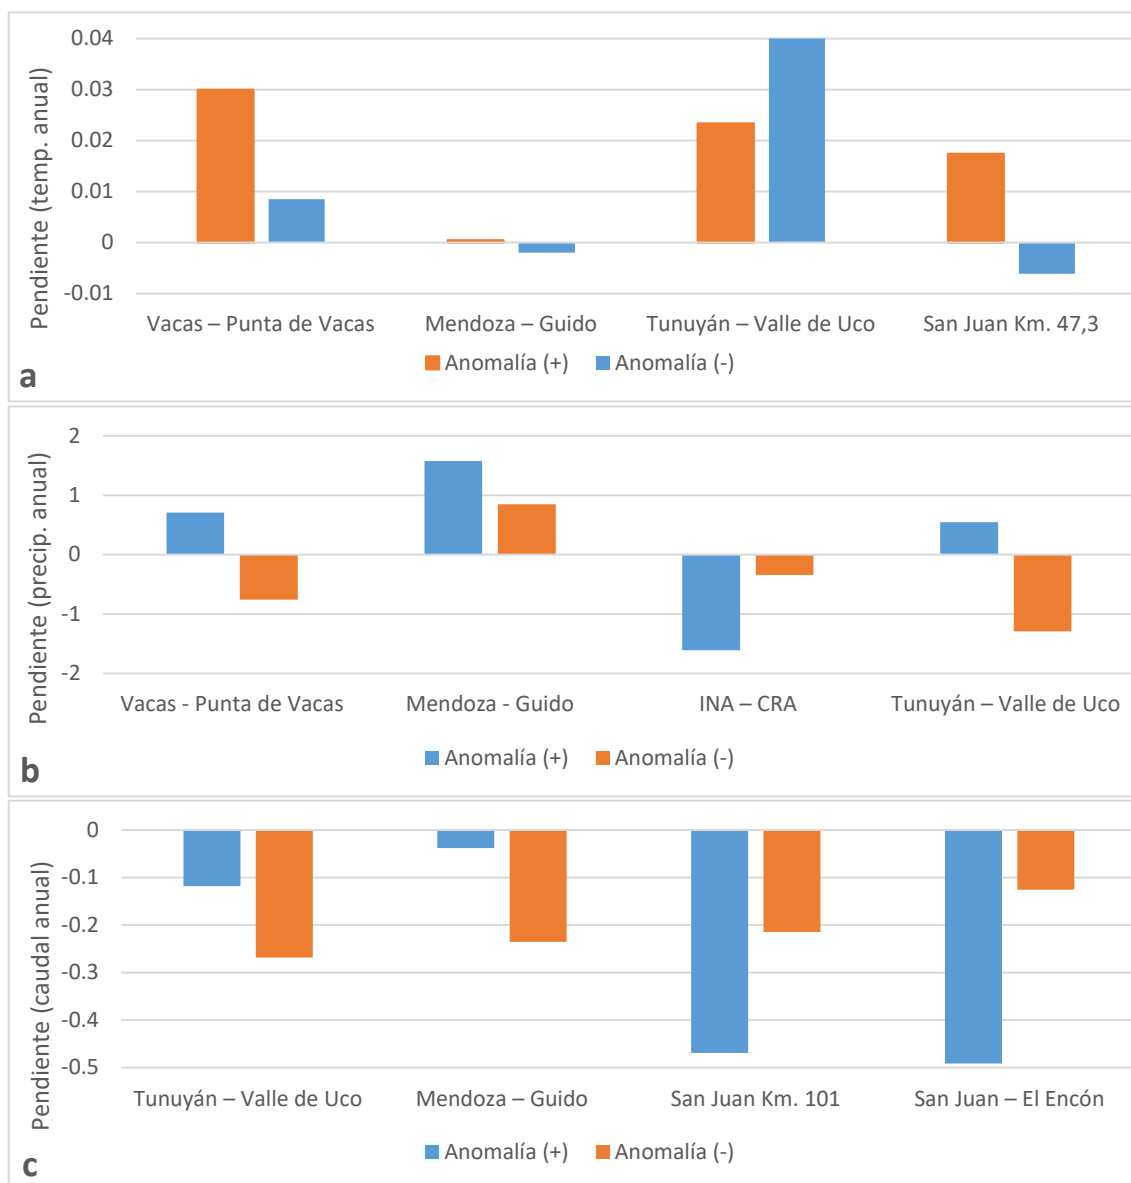 Pendiente (temp. anual)
0.04
0.03
0.02
0.01
0
-0.01
Vacas – Punta de Vacas
Mendoza – Guido
Tunuyán – Valle de Uco
San Juan Km. 47,3
Anomalía (+)
Anomalía (-)
a
Pendiente (precip. anual)
2
1
0
-1
-2
Vacas - Punta de Vacas
Mendoza - Guido
INA – CRA
Tunuyán – Valle de Uco
Anomalía (+)
Anomalía (-)
b
Pendiente (caudal anual)
0
-0.1
-0.2
-0.3
-0.4
-0.5
Tunuyán – Valle de Uco
Mendoza – Guido
San Juan Km. 101
San Juan – El Encón
Anomalía (+)
Anomalía (-)
c